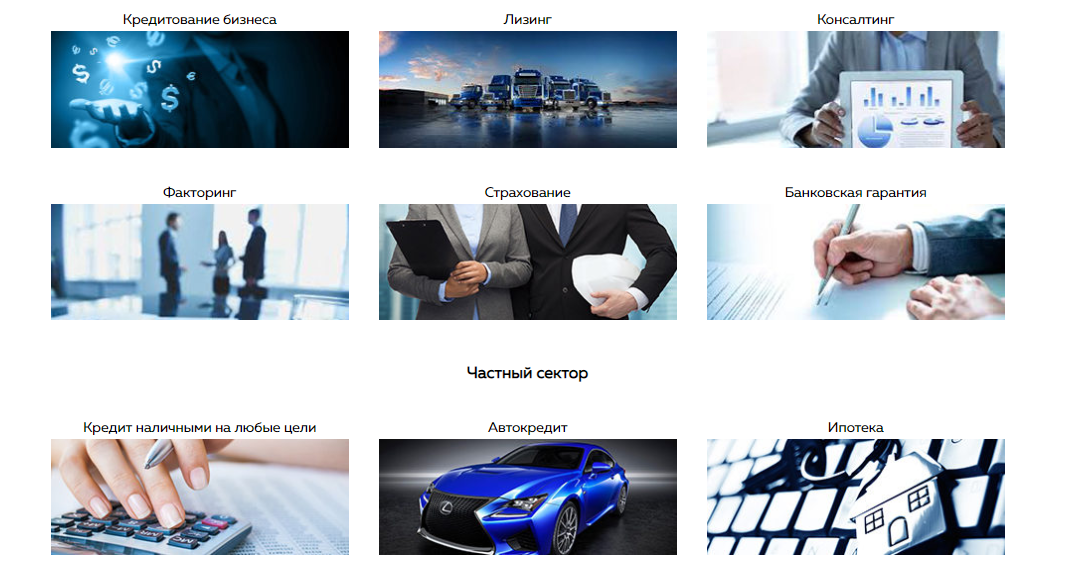 Кредитование бизнеса
Лизинг
Консалтинг
Факторинг
Страхование
Банковская гарантия
Частный сектор
Кредит наличными на любые цели
Автокредит
Ипотека